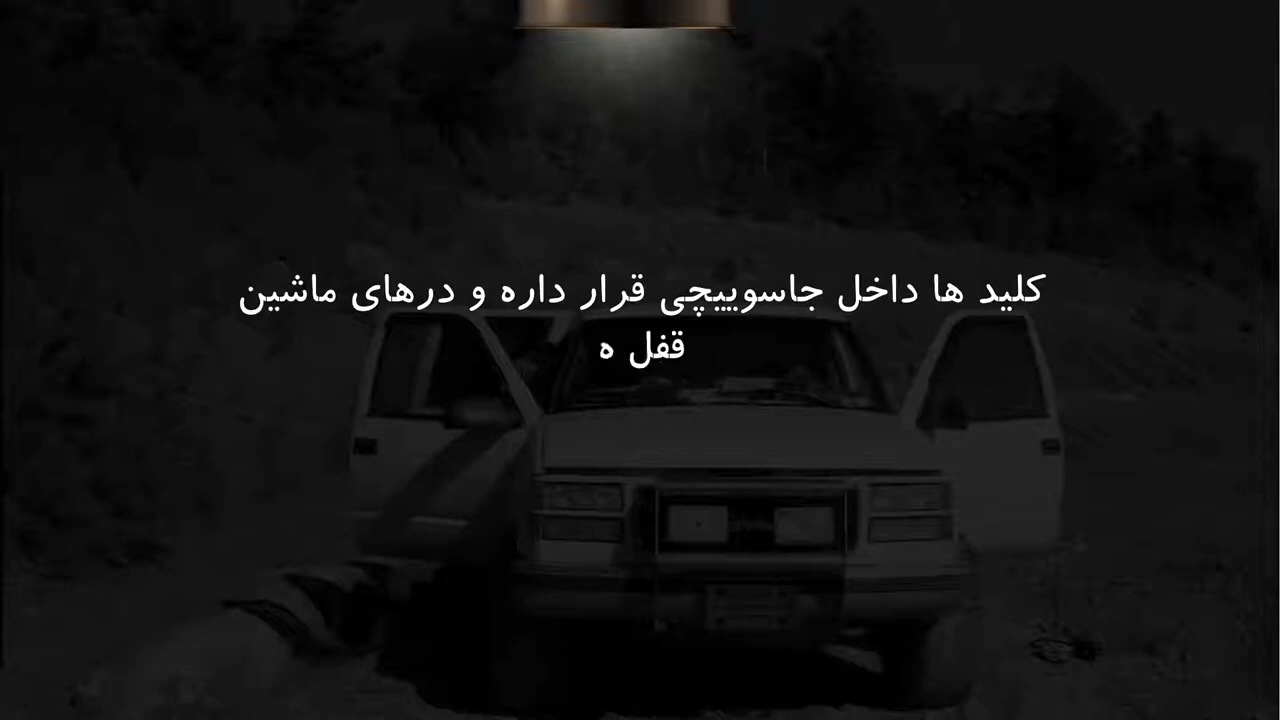 کلید ها داخل جاسوییچی قرار داره و درهای ماشین
قفل ه